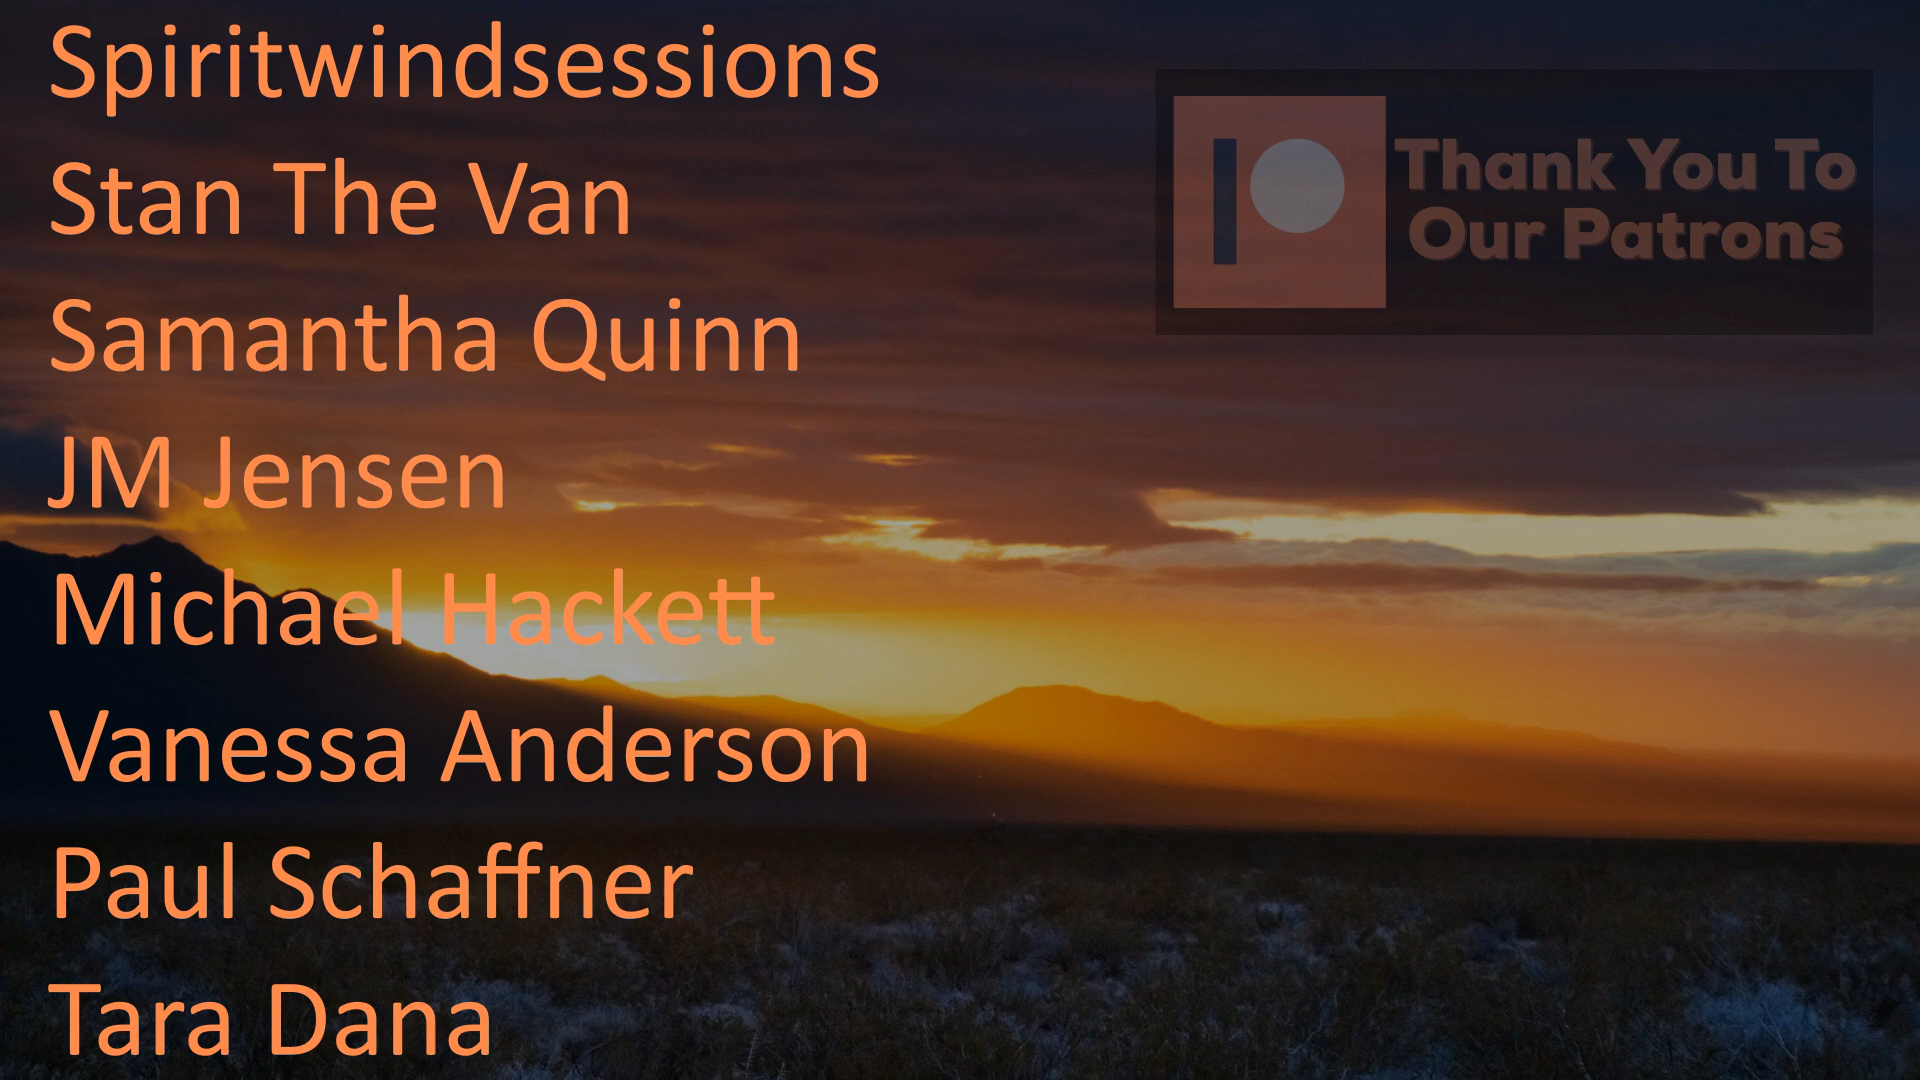 Spiritwindsessions
Stan The Van
Samantha Quinn
JM Jensen
Michael Hackett
Vanessa Anderson
Paul Schaffner
Tara Dana
Thank You To
Our Patrons